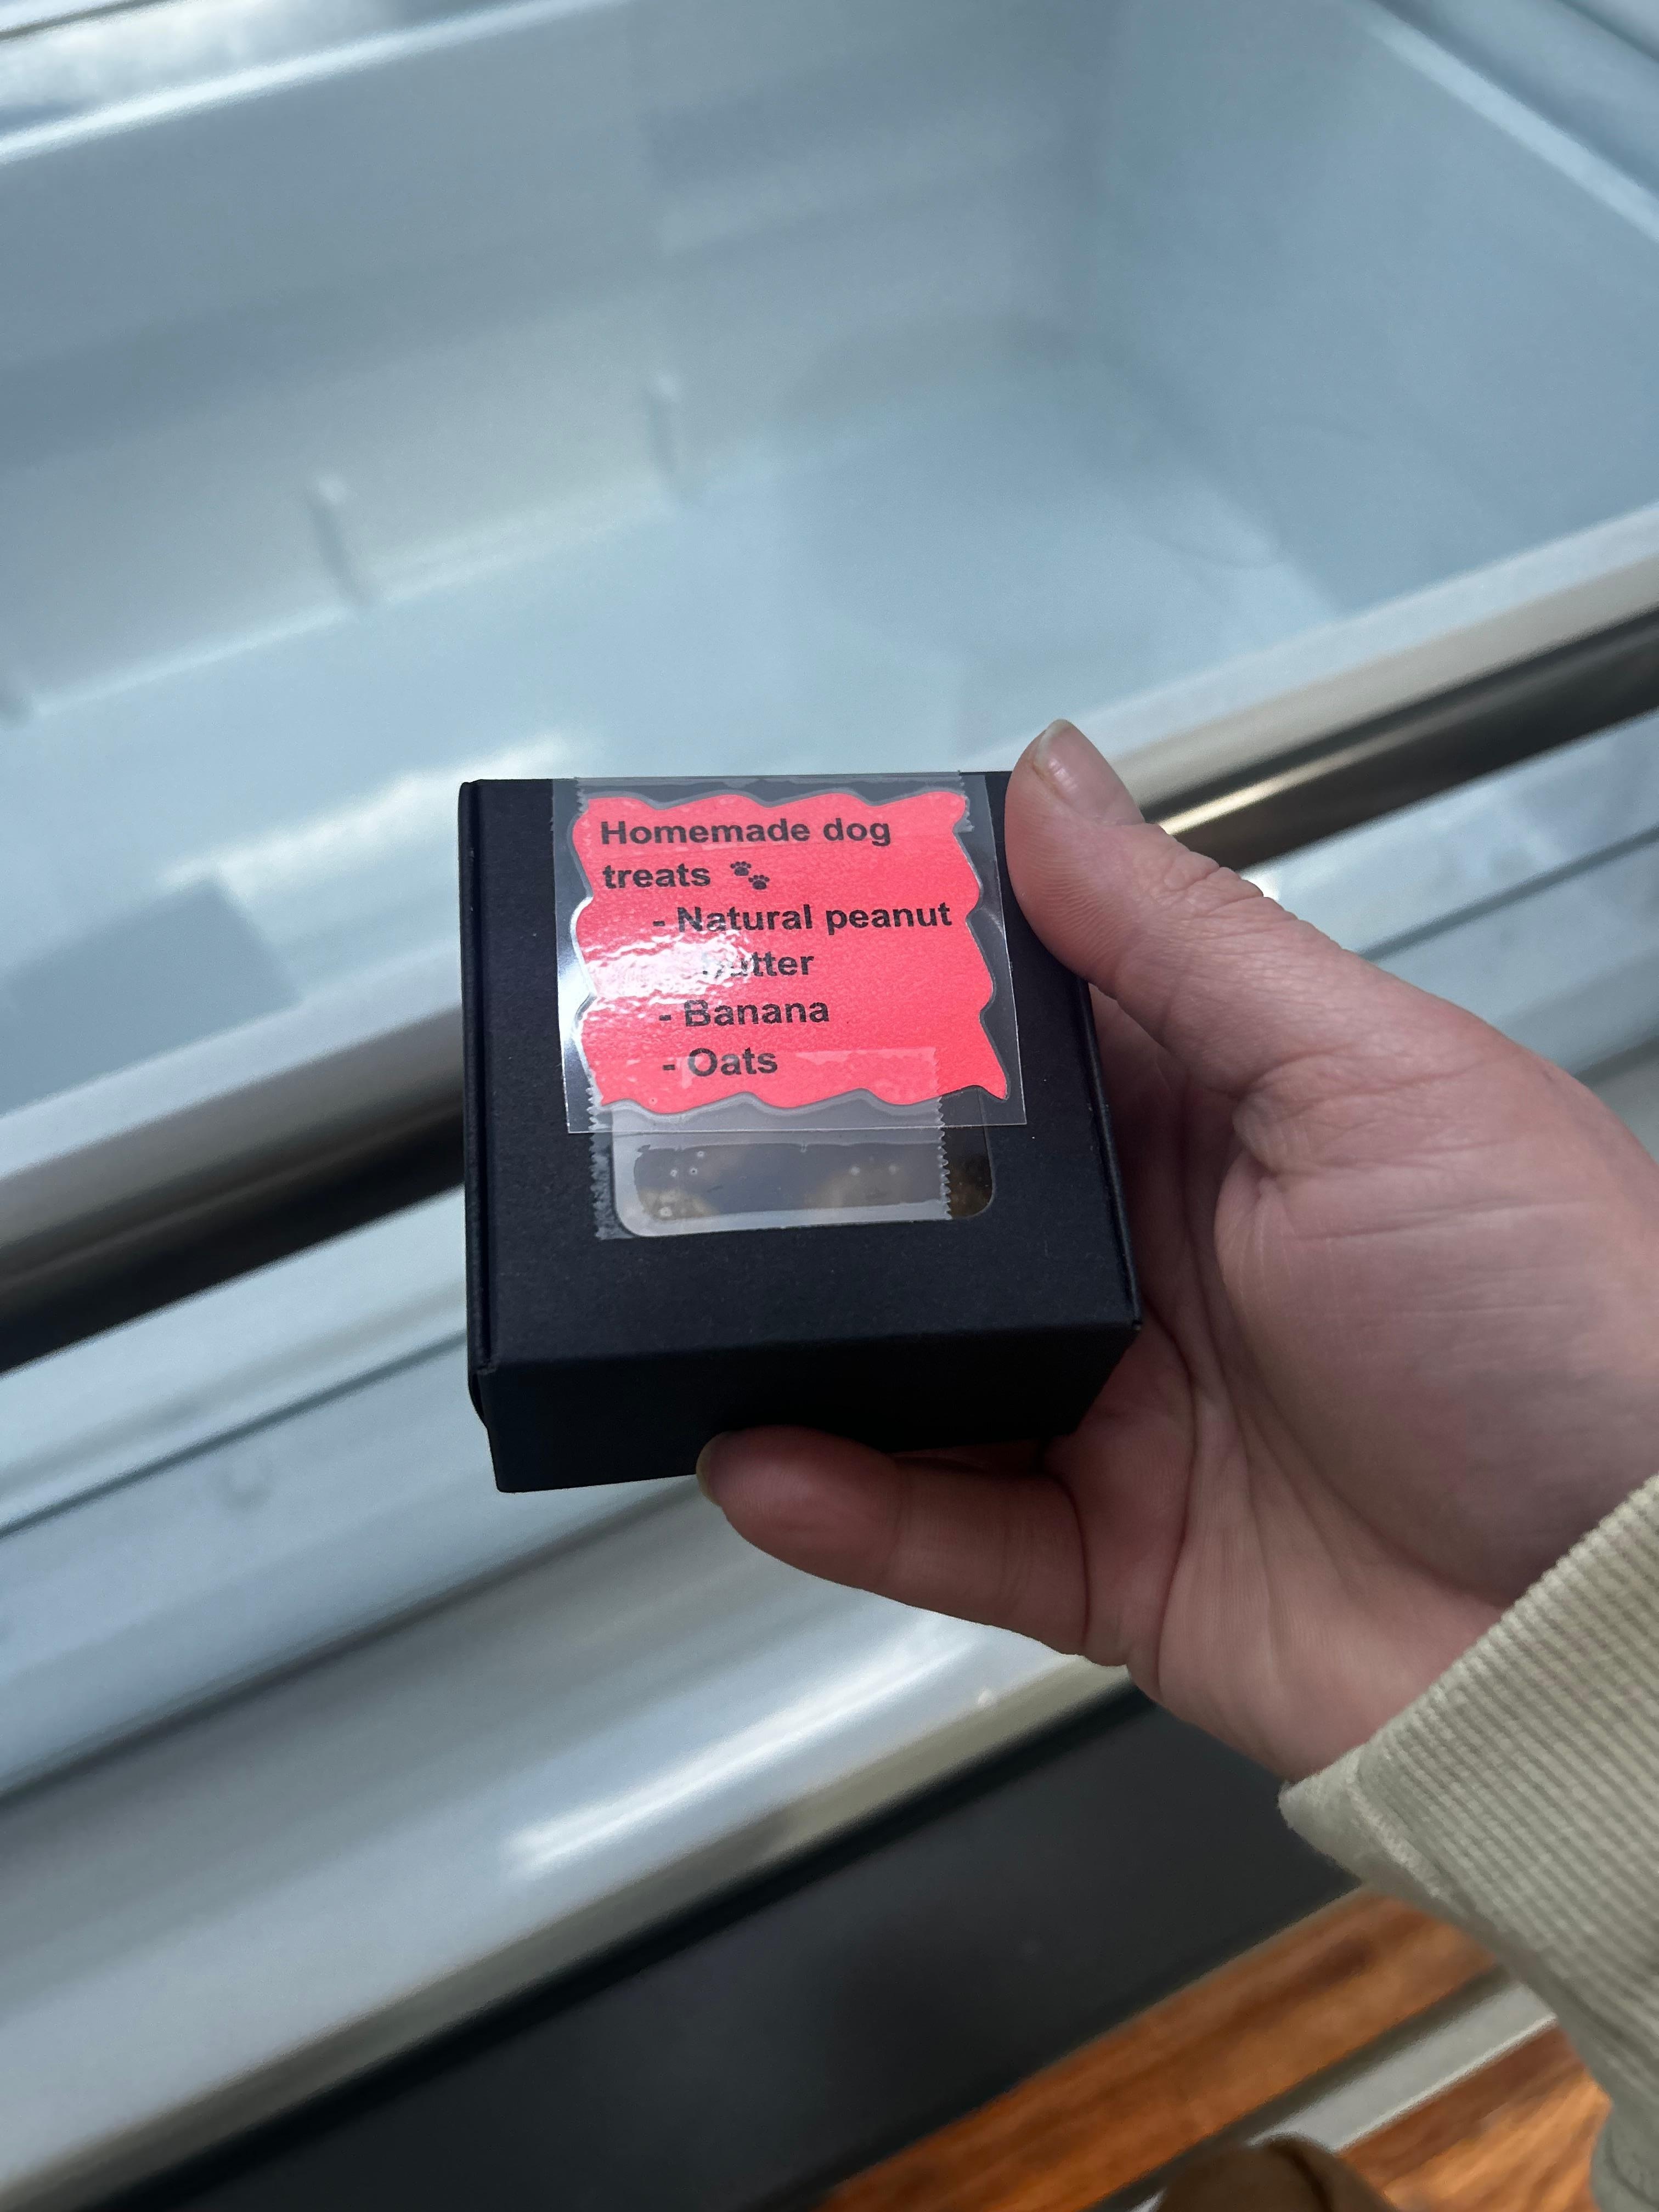 Homemade dog
treats 🐾
- Natural peanut
butter
- Banana
- Oats